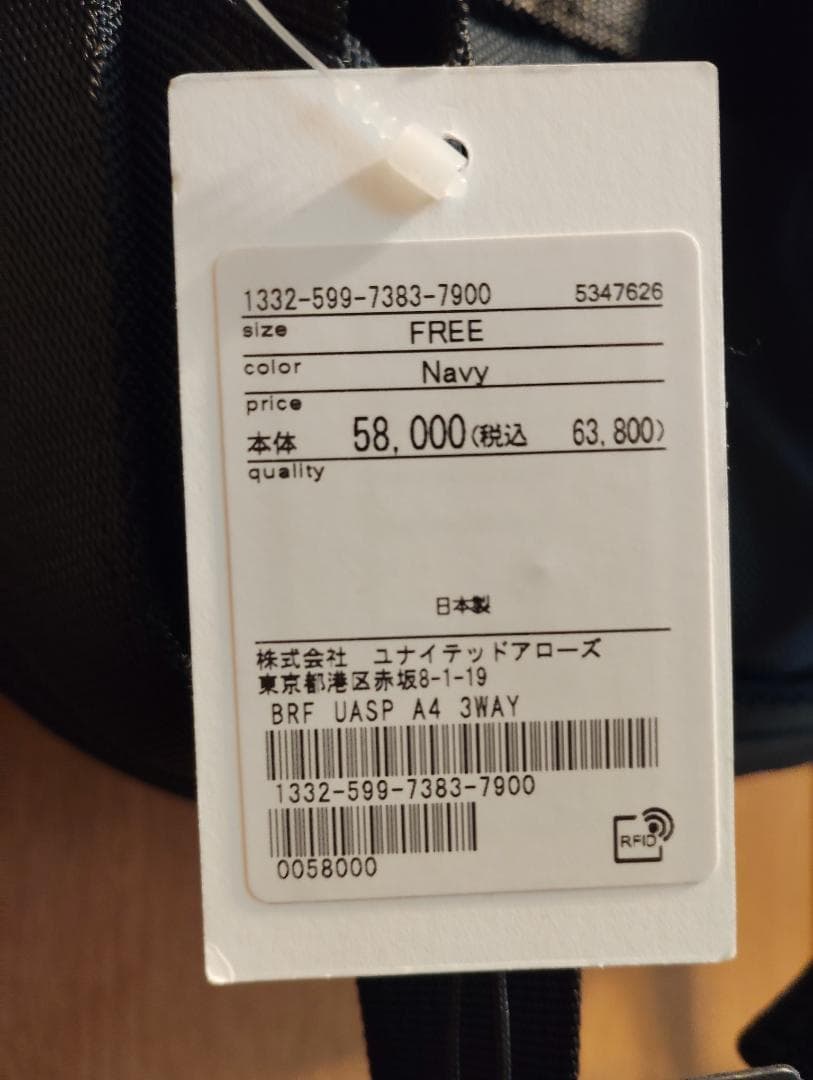 1332-599-7383-7900 5347626
size FREE
color Navy
price
本体 58,000(税込 63,800)
quality
日本製
株式会社 ユナイテッドアローズ
東京都港区赤坂8-1-19
BRF UASP A4 3WAY
1332-599-7383-7900
0058000
RFID